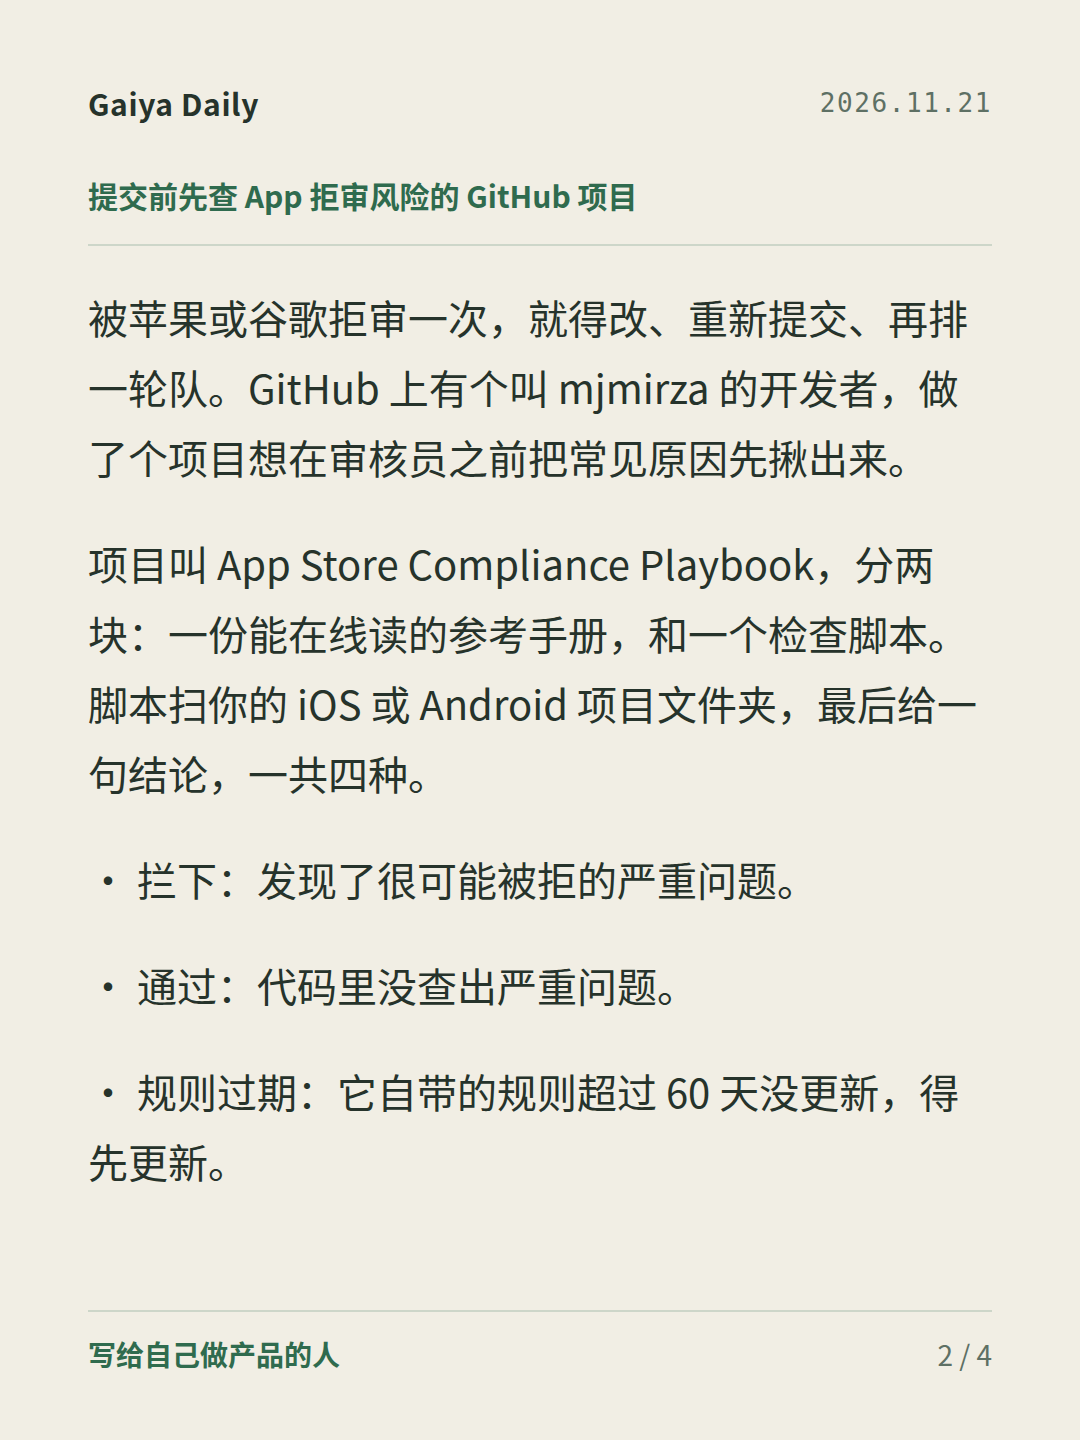 Gaiya Daily
2026.11.21
提交前先查 App 拒审风险的 GitHub 项目
被苹果或谷歌拒审一次，就得改、重新提交、再排
一轮队。GitHub 上有个叫 mjmirza 的开发者，做
了个项目想在审核员之前把常见原因先揪出来。
项目叫 App Store Compliance Playbook，分两
块：一份能在线读的参考手册，和一个检查脚本。
脚本扫你的 iOS 或 Android 项目文件夹，最后给一
句结论，一共四种。
・ 拦下：发现了很可能被拒的严重问题。
・ 通过：代码里没查出严重问题。
・ 规则过期：它自带的规则超过 60 天没更新，得
先更新。
写给自己做产品的人
2 / 4